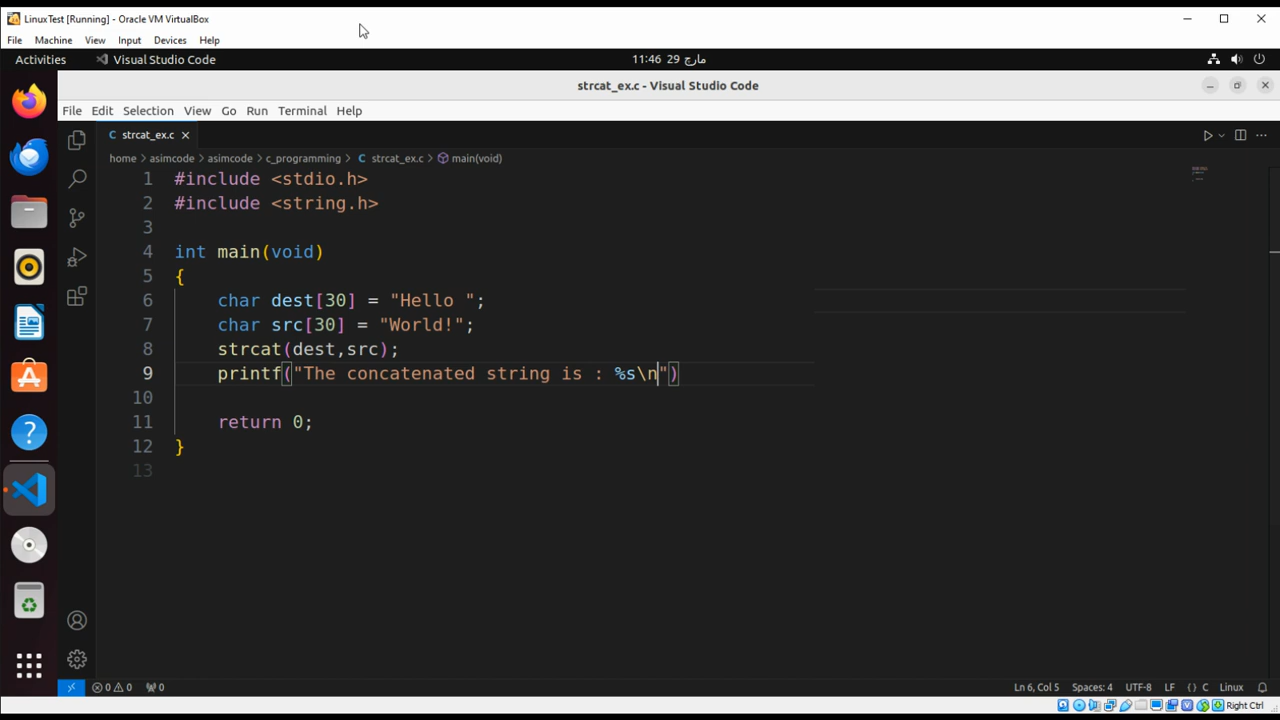 LinuxTest [Running] - Oracle VM VirtualBox
File Machine View Input Devices Help
Activities Visual Studio Code 11:46 29 مارچ
strcat_ex.c - Visual Studio Code
File Edit Selection View Go Run Terminal Help
C strcat_ex.c
home > asimcode > asimcode > c_programming > C strcat_ex.c > main(void)
1 #include <stdio.h>
2 #include <string.h>
3
4 int main(void)
5 {
6 char dest[30] = "Hello ";
7 char src[30] = "World!";
8 strcat(dest,src);
9 printf("The concatenated string is : %s\n")
10
11 return 0;
12 }
13
0 0 0 Ln 6, Col 5 Spaces: 4 UTF-8 LF {} C Linux
Right Ctrl